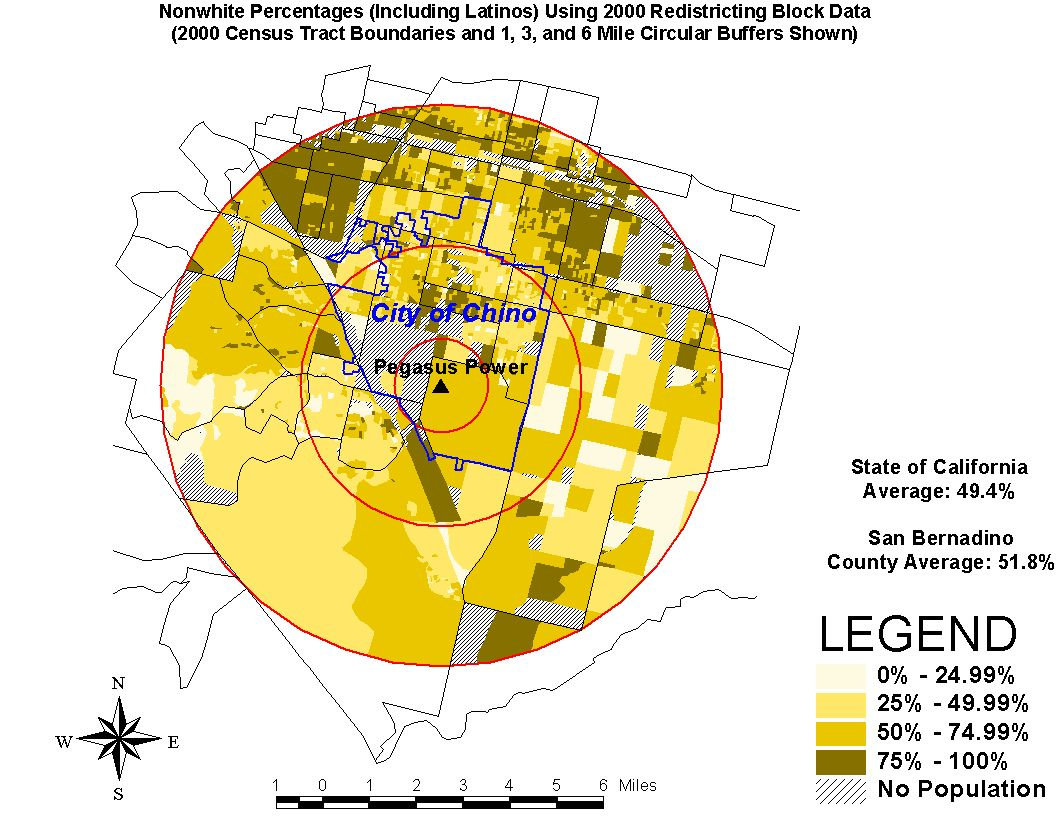 Nonwhite Percentages (Including Latinos) Using 2000 Redistricting Block Data
(2000 Census Tract Boundaries and 1, 3, and 6 Mile Circular Buffers Shown)
City of Chino
Pegasus Power
State of California
Average: 49.4%
San Bernadino
County Average: 51.8%
LEGEND
0% - 24.99%
25% - 49.99%
50% - 74.99%
75% - 100%
No Population
N
W E
S
1 0 1 2 3 4 5 6 Miles